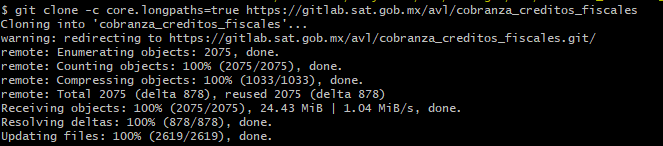 $ git clone -c core.longpaths=true https://gitlab.sat.gob.mx/avl/cobranza_creditos_fiscales
Cloning into 'cobranza_creditos_fiscales'...
warning: redirecting to https://gitlab.sat.gob.mx/avl/cobranza_creditos_fiscales.git/
remote: Enumerating objects: 2075, done.
remote: Counting objects: 100% (2075/2075), done.
remote: Compressing objects: 100% (1033/1033), done.
remote: Total 2075 (delta 878), reused 2075 (delta 878)
Receiving objects: 100% (2075/2075), 24.43 MiB | 1.04 MiB/s, done.
Resolving deltas: 100% (878/878), done.
Updating files: 100% (2619/2619), done.